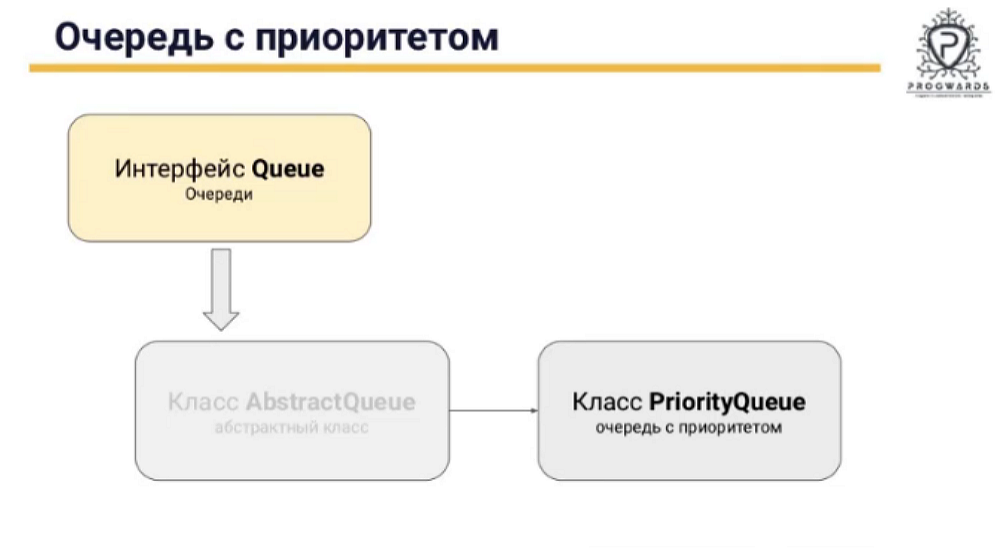 Очередь с приоритетом
PROGWARDS
Интерфейс Queue
Очереди
Класс AbstractQueue
абстрактный класс
Класс PriorityQueue
очередь с приоритетом